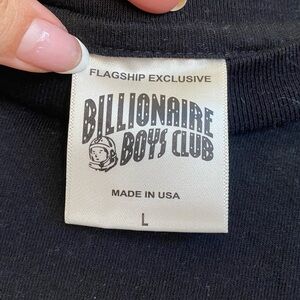 FLAGSHIP EXCLUSIVE
BILLIONAIRE
BOYS CLUB
MADE IN USA
L